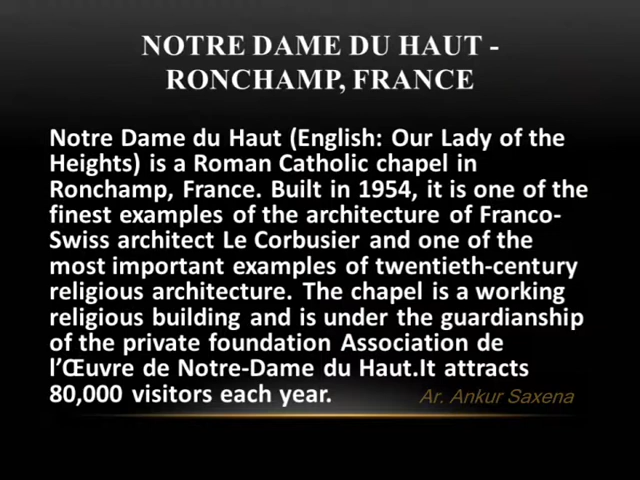 NOTRE DAME DU HAUT -
RONCHAMP, FRANCE
Notre Dame du Haut (English: Our Lady of the
Heights) is a Roman Catholic chapel in
Ronchamp, France. Built in 1954, it is one of the
finest examples of the architecture of Franco-
Swiss architect Le Corbusier and one of the
most important examples of twentieth-century
religious architecture. The chapel is a working
religious building and is under the guardianship
of the private foundation Association de
l’Œuvre de Notre-Dame du Haut.It attracts
80,000 visitors each year.
Ar. Ankur Saxena